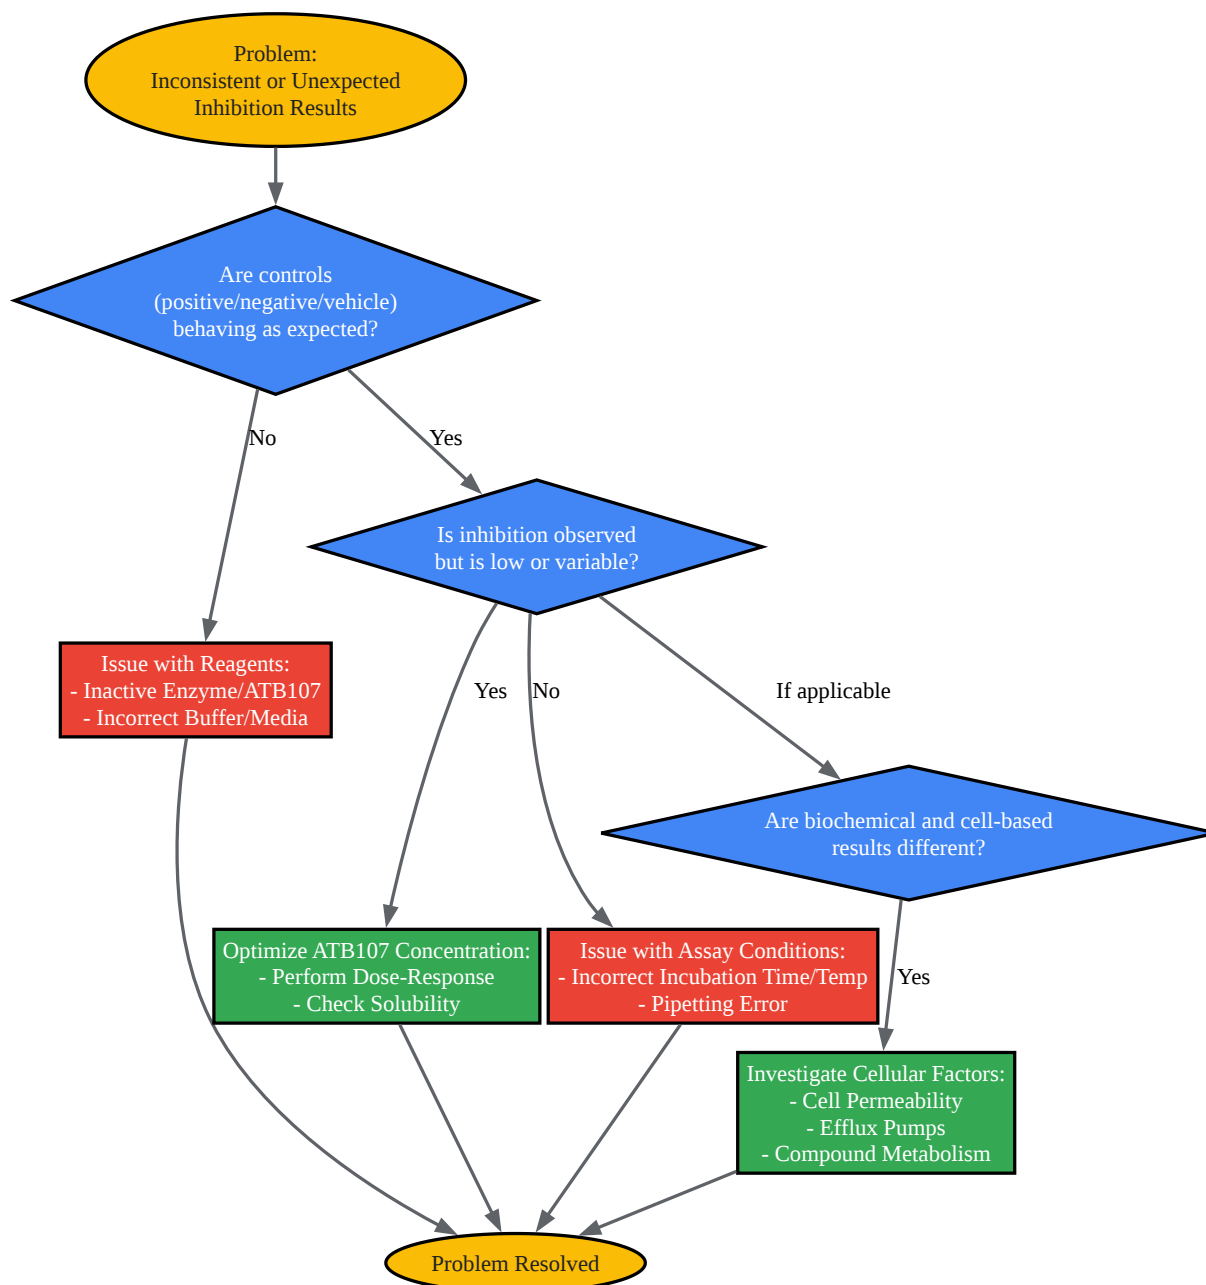 Problem:
Inconsistent or Unexpected
Inhibition Results
Are controls
(positive/negative/vehicle)
behaving as expected?
No
Yes
Is inhibition observed
but is low or variable?
Issue with Reagents:
- Inactive Enzyme/ATB107
- Incorrect Buffer/Media
Yes
No
If applicable
Are biochemical and cell-based
results different?
Optimize ATB107 Concentration:
- Perform Dose-Response
- Check Solubility
Issue with Assay Conditions:
- Incorrect Incubation Time/Temp
- Pipetting Error
Yes
Investigate Cellular Factors:
- Cell Permeability
- Efflux Pumps
- Compound Metabolism
Problem Resolved